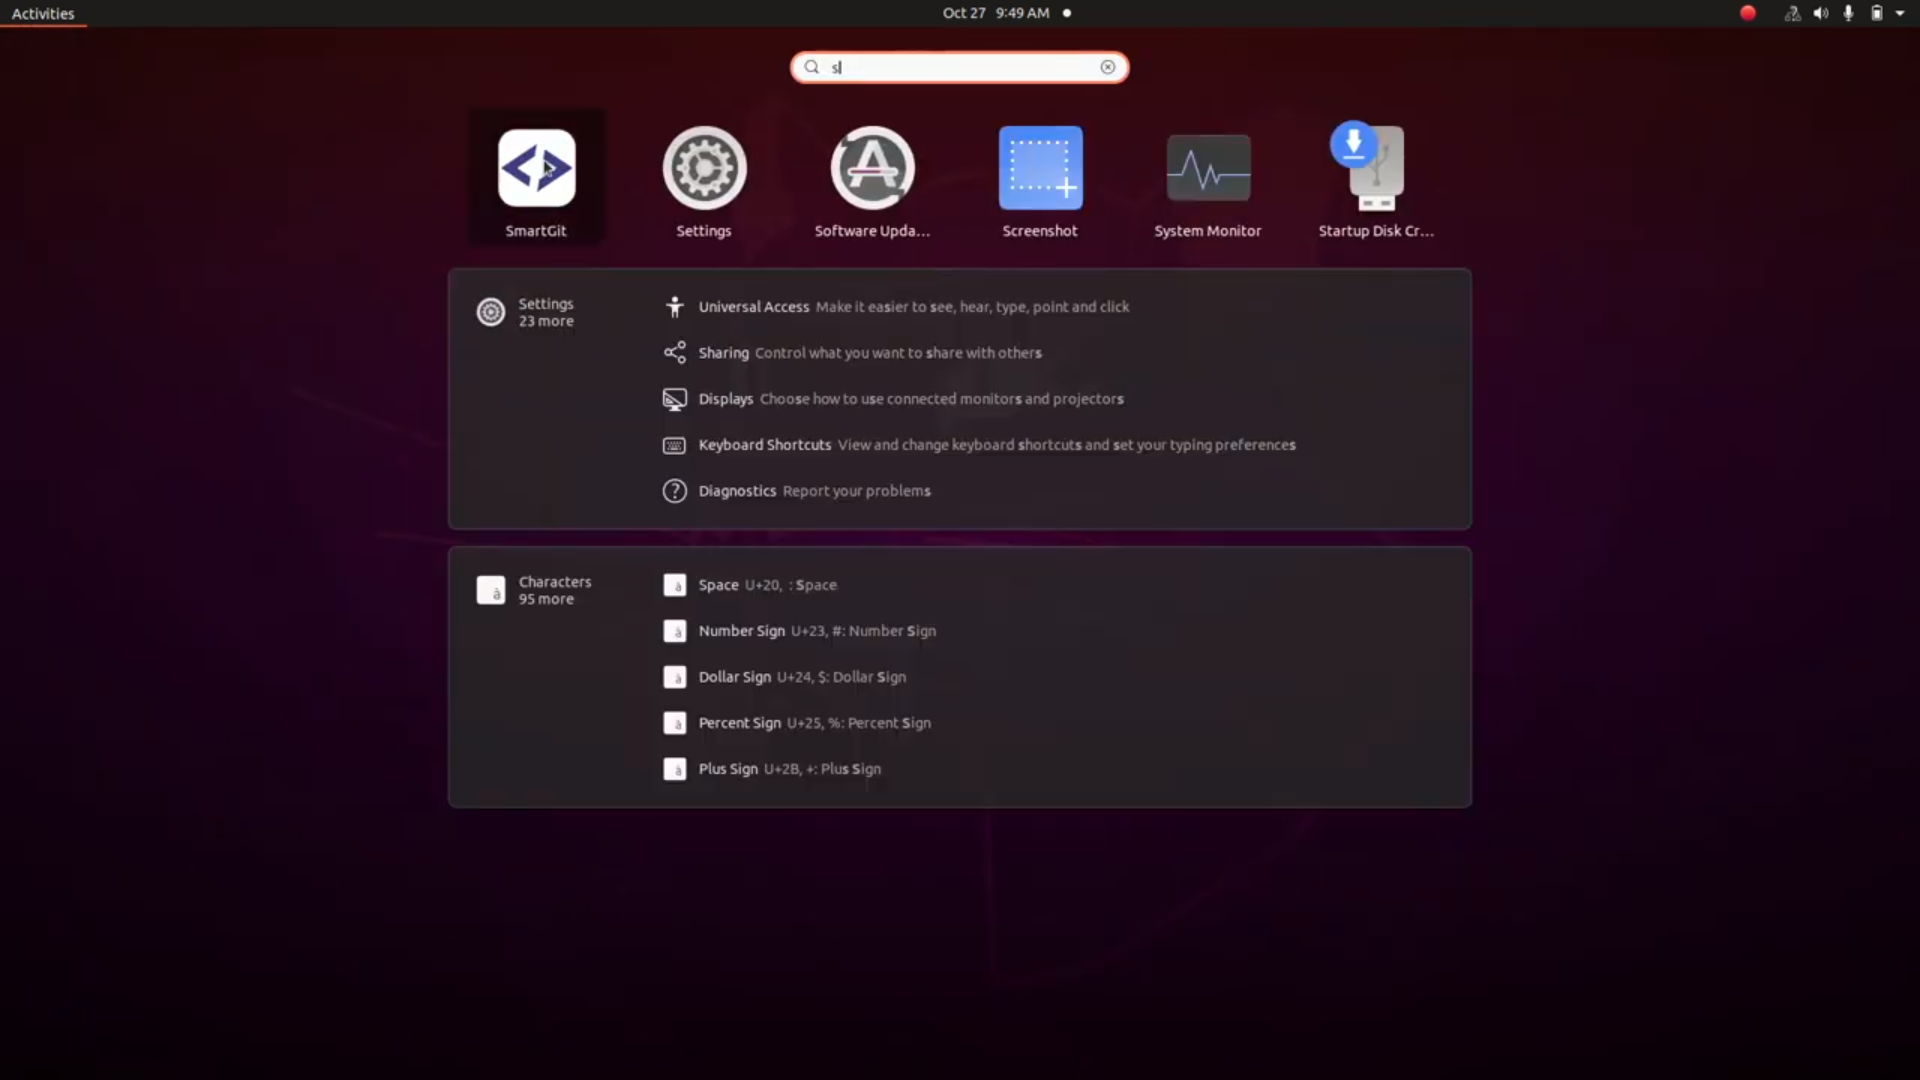 Activities
Oct 27 9:49 AM
s
SmartGit
Settings
Software Upda...
Screenshot
System Monitor
Startup Disk Cr...
Settings
23 more
Universal Access Make it easier to see, hear, type, point and click
Sharing Control what you want to share with others
Displays Choose how to use connected monitors and projectors
Keyboard Shortcuts View and change keyboard shortcuts and set your typing preferences
Diagnostics Report your problems
Characters
95 more
Space U+20, : Space
Number Sign U+23, #: Number Sign
Dollar Sign U+24, $: Dollar Sign
Percent Sign U+25, %: Percent Sign
Plus Sign U+2B, +: Plus Sign